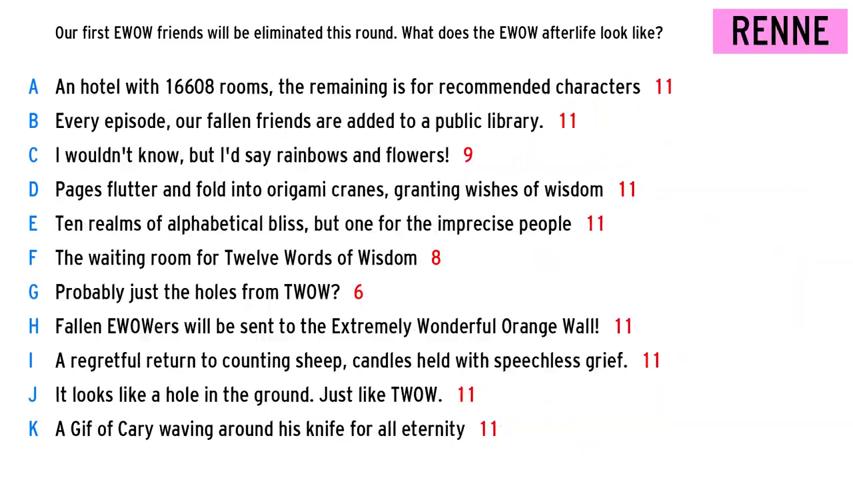 Our first EWOW friends will be eliminated this round. What does the EWOW afterlife look like?
RENNE
A An hotel with 16608 rooms, the remaining is for recommended characters 11
B Every episode, our fallen friends are added to a public library. 11
C I wouldn't know, but I'd say rainbows and flowers! 9
D Pages flutter and fold into origami cranes, granting wishes of wisdom 11
E Ten realms of alphabetical bliss, but one for the imprecise people 11
F The waiting room for Twelve Words of Wisdom 8
G Probably just the holes from TWOW? 6
H Fallen EWOWers will be sent to the Extremely Wonderful Orange Wall! 11
I A regretful return to counting sheep, candles held with speechless grief. 11
J It looks like a hole in the ground. Just like TWOW. 11
K A Gif of Cary waving around his knife for all eternity 11